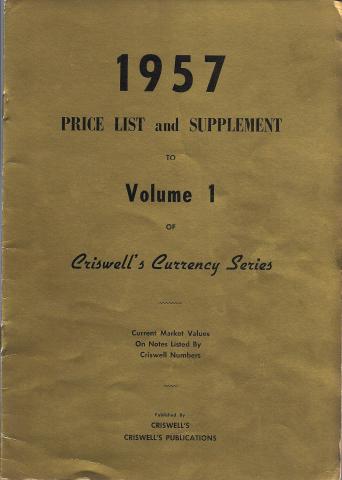 1957
PRICE LIST and SUPPLEMENT
TO
Volume 1
OF
Criswell's Currency Series
Current Market Values
On Notes Listed By
Criswell Numbers
Published By
CRISWELL'S
CRISWELL'S PUBLICATIONS